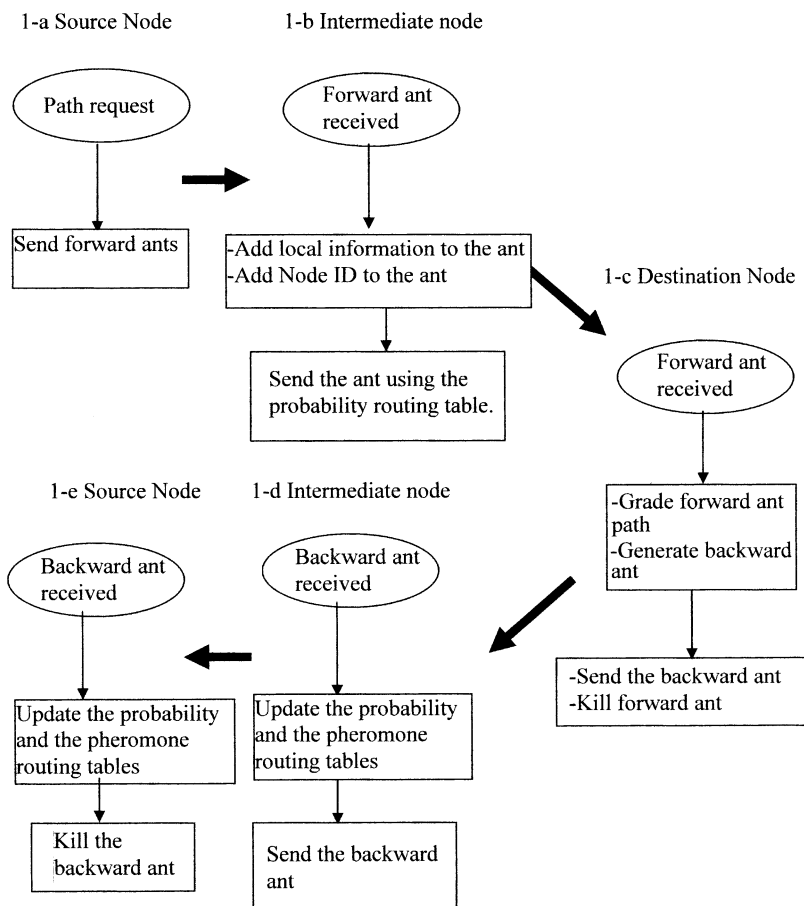 1-a Source Node
Path request
Send forward ants
1-b Intermediate node
Forward ant
received
-Add local information to the ant
-Add Node ID to the ant
Send the ant using the
probability routing table.
1-c Destination Node
Forward ant
received
-Grade forward ant
path
-Generate backward
ant
-Send the backward ant
-Kill forward ant
1-d Intermediate node
Backward ant
received
Update the probability
and the pheromone
routing tables
Send the backward
ant
1-e Source Node
Backward ant
received
Update the probability
and the pheromone
routing tables
Kill the
backward ant